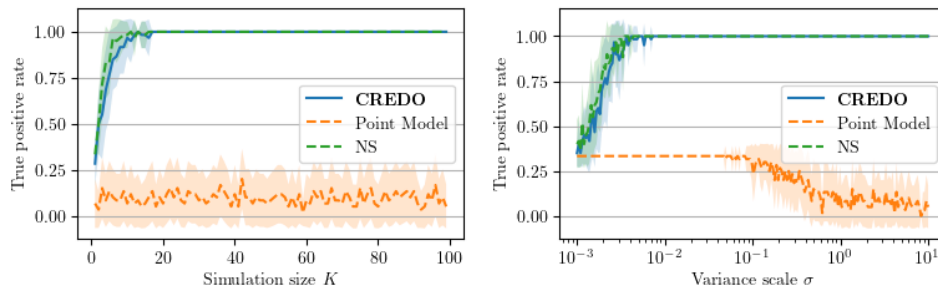 1.00
0.75
0.50
0.25
0.00
True positive rate
CREDO
Point Model
NS
0 20 40 60 80 100
Simulation size K
1.00
0.75
0.50
0.25
0.00
True positive rate
CREDO
Point Model
NS
10⁻³ 10⁻² 10⁻¹ 10⁰ 10¹
Variance scale σ